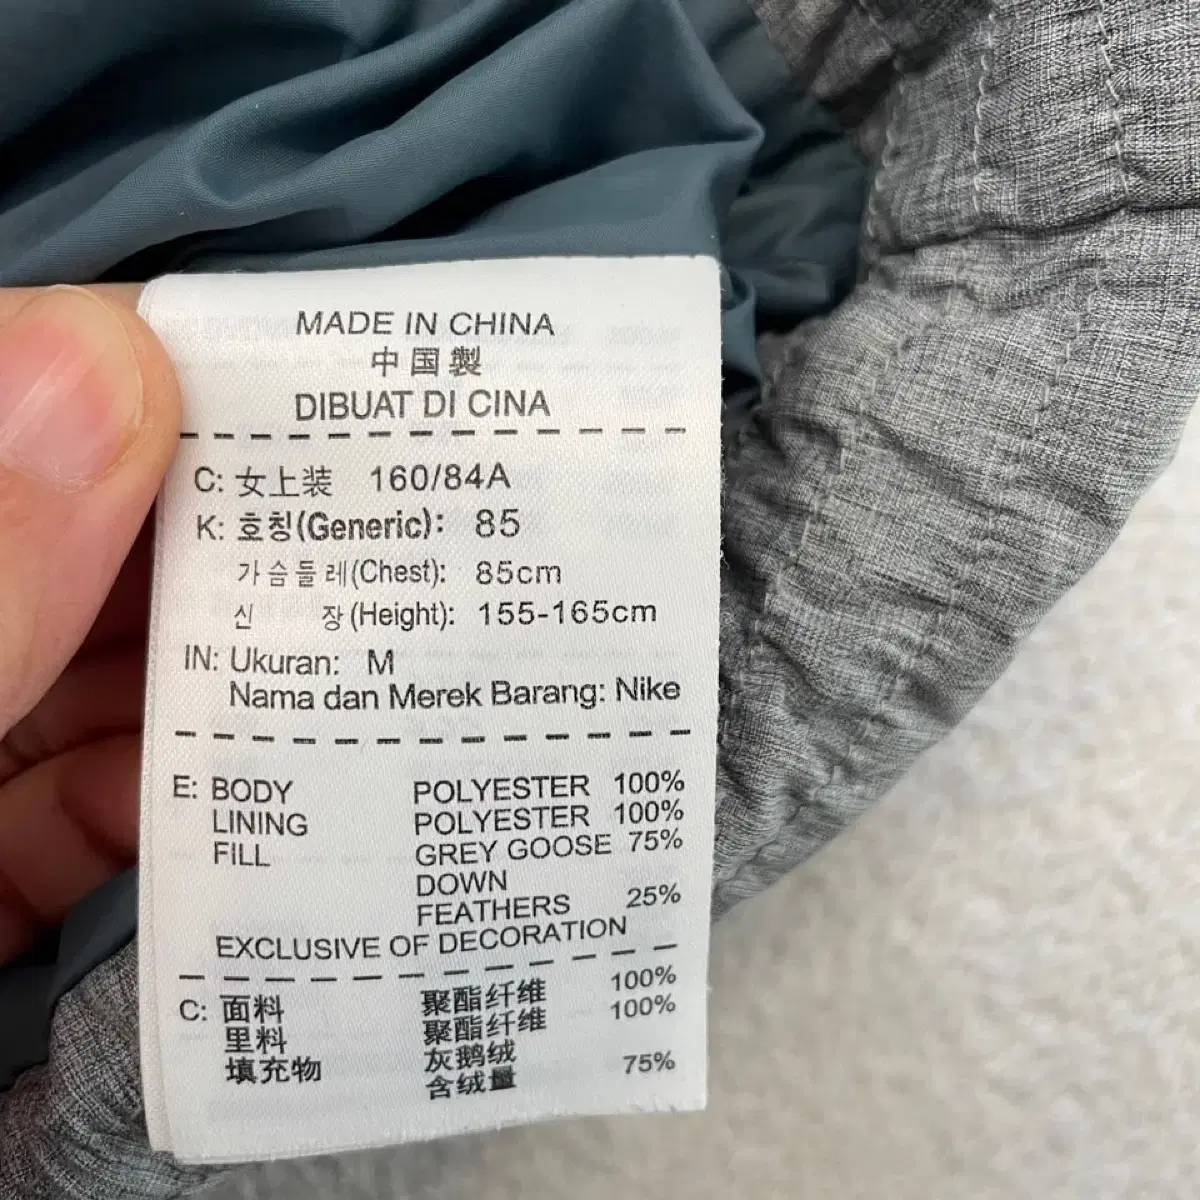 MADE IN CHINA
中国製
DIBUAT DI CINA
C: 女上装 160/84A
K: 호칭(Generic): 85
가슴둘레(Chest): 85cm
신 장(Height): 155-165cm
IN: Ukuran: M
Nama dan Merek Barang: Nike
E: BODY POLYESTER 100%
LINING POLYESTER 100%
FILL GREY GOOSE 75%
DOWN
FEATHERS 25%
EXCLUSIVE OF DECORATION
C: 面料 聚酯纤维 100%
里料 聚酯纤维 100%
填充物 灰鹅绒
含绒量 75%